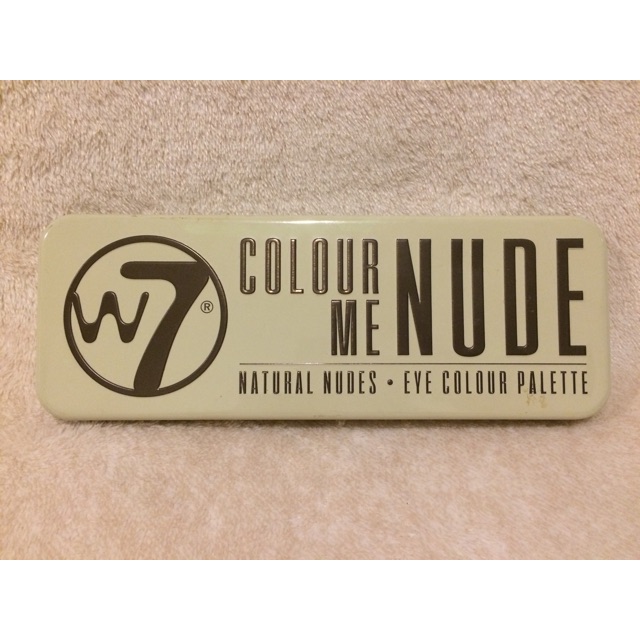 W7®
COLOUR
ME NUDE
NATURAL NUDES • EYE COLOUR PALETTE